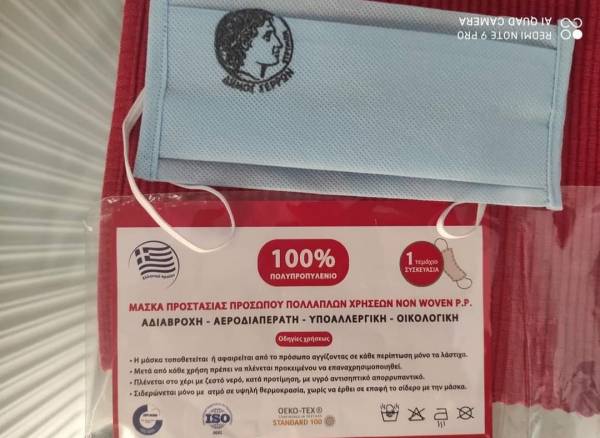 REDMI NOTE 9 PRO
AI QUAD CAMERA
ΔΗΜΟΣ ΣΕΡΡΩΝ
100%
ΠΟΛΥΠΡΟΠΥΛΕΝΙΟ
1
τεμάχιο
ΣΥΣΚΕΥΑΣΙΑ
ΜΑΣΚΑ ΠΡΟΣΤΑΣΙΑΣ ΠΡΟΣΩΠΟΥ ΠΟΛΛΑΠΛΩΝ ΧΡΗΣΕΩΝ NON WOVEN P.P.
ΑΔΙΑΒΡΟΧΗ - ΑΕΡΟΔΙΑΠΕΡΑΤΗ - ΥΠΟΑΛΛΕΡΓΙΚΗ - ΟΙΚΟΛΟΓΙΚΗ
Οδηγίες χρήσεως
• Η μάσκα τοποθετείται ή αφαιρείται από το πρόσωπο αγγίζοντας σε κάθε περίπτωση μόνο τα λάστιχα.
• Μετά από κάθε χρήση πρέπει να πλένεται προκειμένου να επαναχρησιμοποιηθεί.
• Πλένεται στο χέρι με ζεστό νερό, κατά προτίμηση, με υγρό αντισηπτικό απορρυπαντικό.
• Σιδερώνεται μόνο με ατμό σε υψηλή θερμοκρασία, χωρίς να έρθει σε επαφή το σίδερο με την μάσκα.
ISO
OEKO-TEX®
STANDARD 100